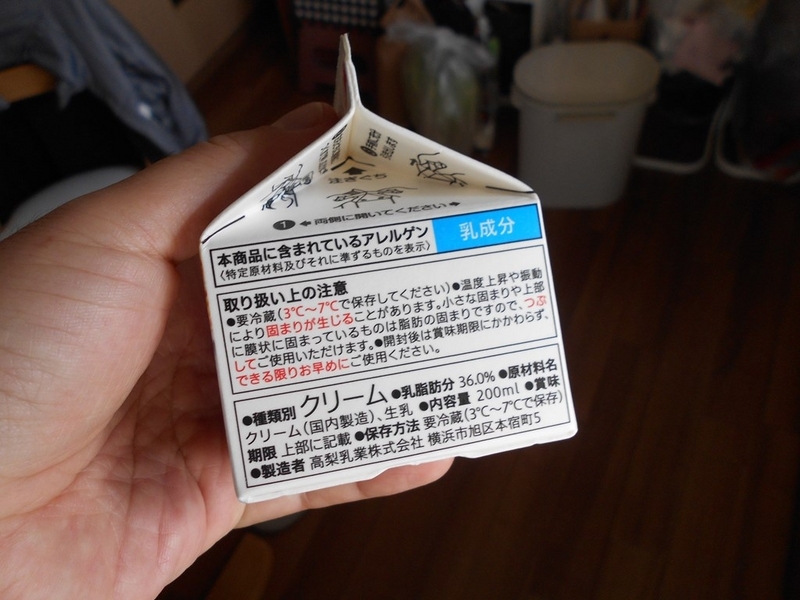 注ぎぐち
1 ← 両側に開いてください →
本商品に含まれているアレルゲン 乳成分
〈特定原材料及びそれに準ずるものを表示〉
取り扱い上の注意
●要冷蔵(3℃〜7℃で保存してください)●温度上昇や振動
により固まりが生じることがあります。小さな固まりや上部
に膜状に固まっているものは脂肪の固まりですので、つぶ
してご使用いただけます。●開封後は賞味期限にかかわらず、
できる限りお早めにご使用ください。
●種類別 クリーム ●乳脂肪分 36.0% ●原材料名
クリーム(国内製造)、生乳 ●内容量 200ml ●賞味
期限 上部に記載 ●保存方法 要冷蔵(3℃〜7℃で保存)
●製造者 高梨乳業株式会社 横浜市旭区本宿町5